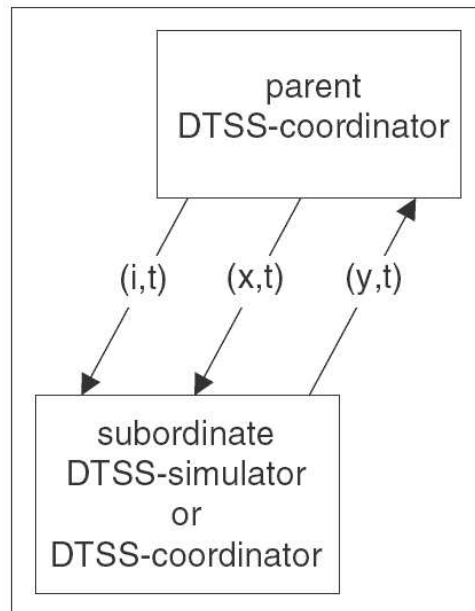 parent
DTSS-coordinator
(i,t)
(x,t)
(y,t)
subordinate
DTSS-simulator
or
DTSS-coordinator